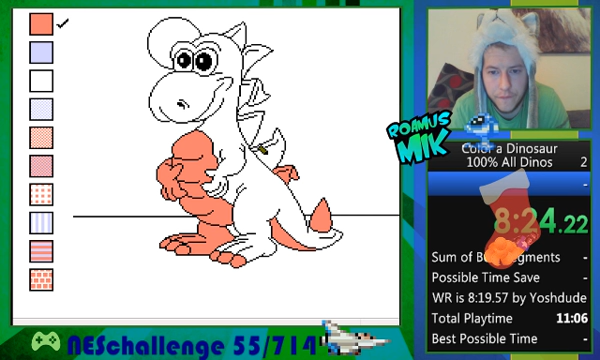 ROAMUS
MIK
Color a Dinosaur
100% All Dinos 2
-
8:24.22
Sum of B segments -
Possible Time Save -
WR is 8:19.57 by Yoshdude
Total Playtime 11:06
Best Possible Time -
NESchallenge 55/714